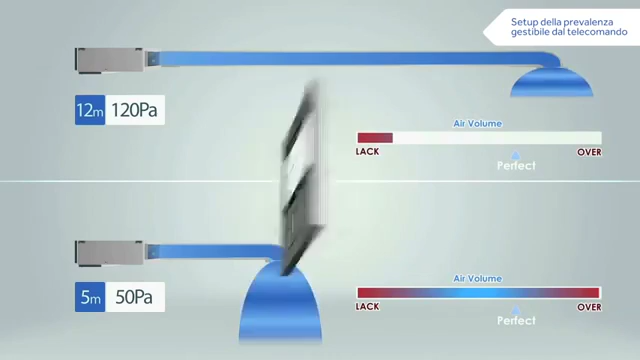 Setup della prevalenza
gestibile dal telecomando
12m 120Pa
Air Volume
LACK OVER
Perfect
5m 50Pa
Air Volume
LACK OVER
Perfect